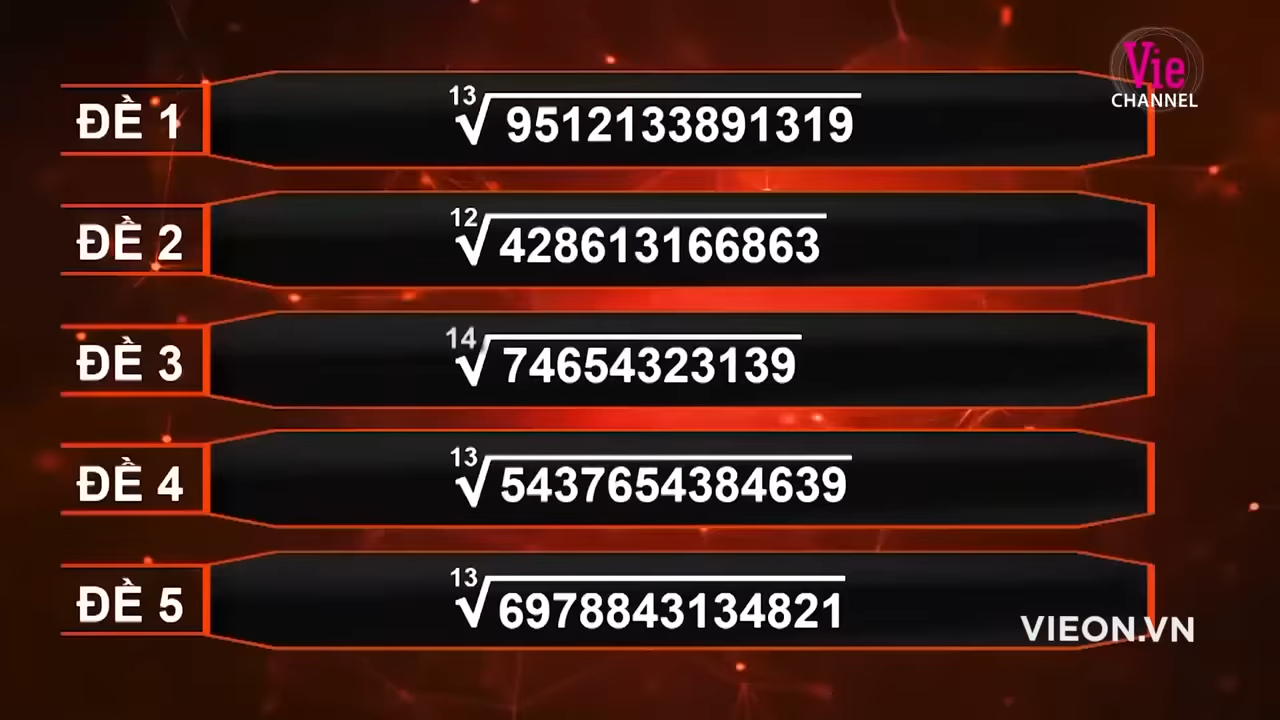 Vie
CHANNEL
ĐỀ 1
13√9512133891319
ĐỀ 2
12√428613166863
ĐỀ 3
14√74654323139
ĐỀ 4
13√5437654384639
ĐỀ 5
13√6978843134821
VIEON.VN